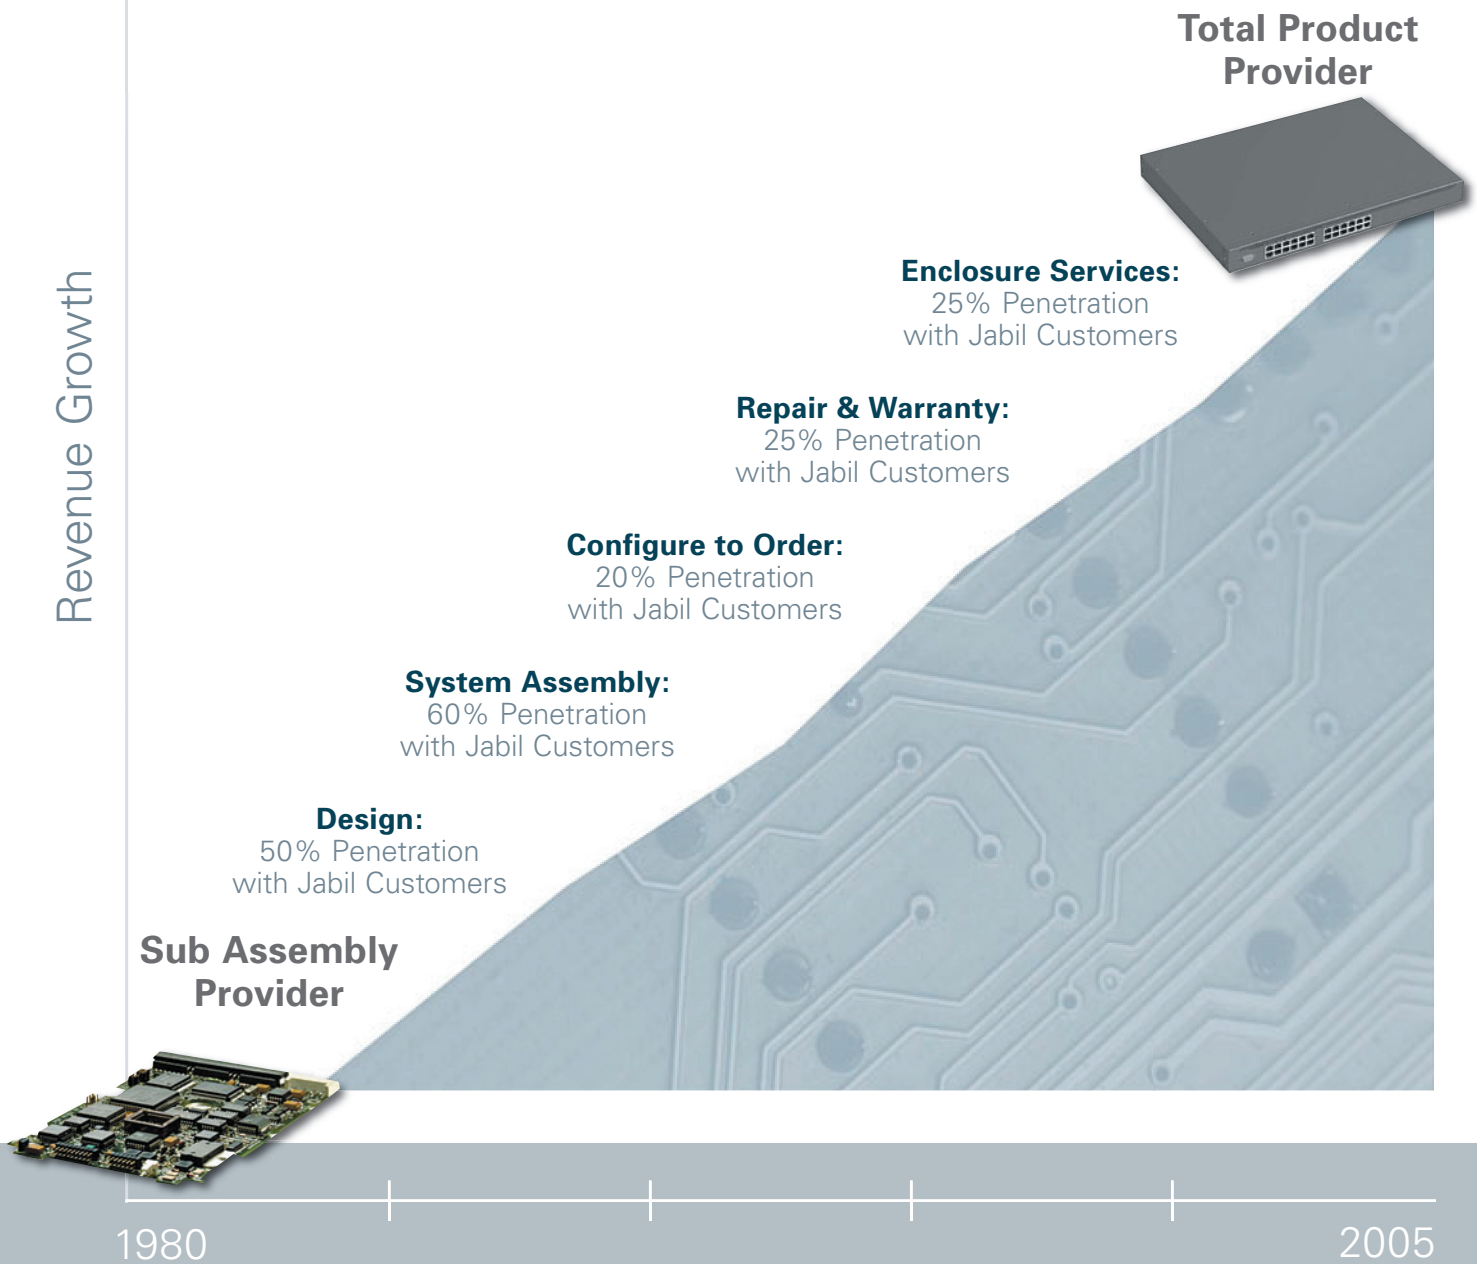 Total Product
Provider
Enclosure Services:
25% Penetration
with Jabil Customers
Repair & Warranty:
25% Penetration
with Jabil Customers
Configure to Order:
20% Penetration
with Jabil Customers
System Assembly:
60% Penetration
with Jabil Customers
Design:
50% Penetration
with Jabil Customers
Sub Assembly
Provider
Revenue Growth
1980
2005